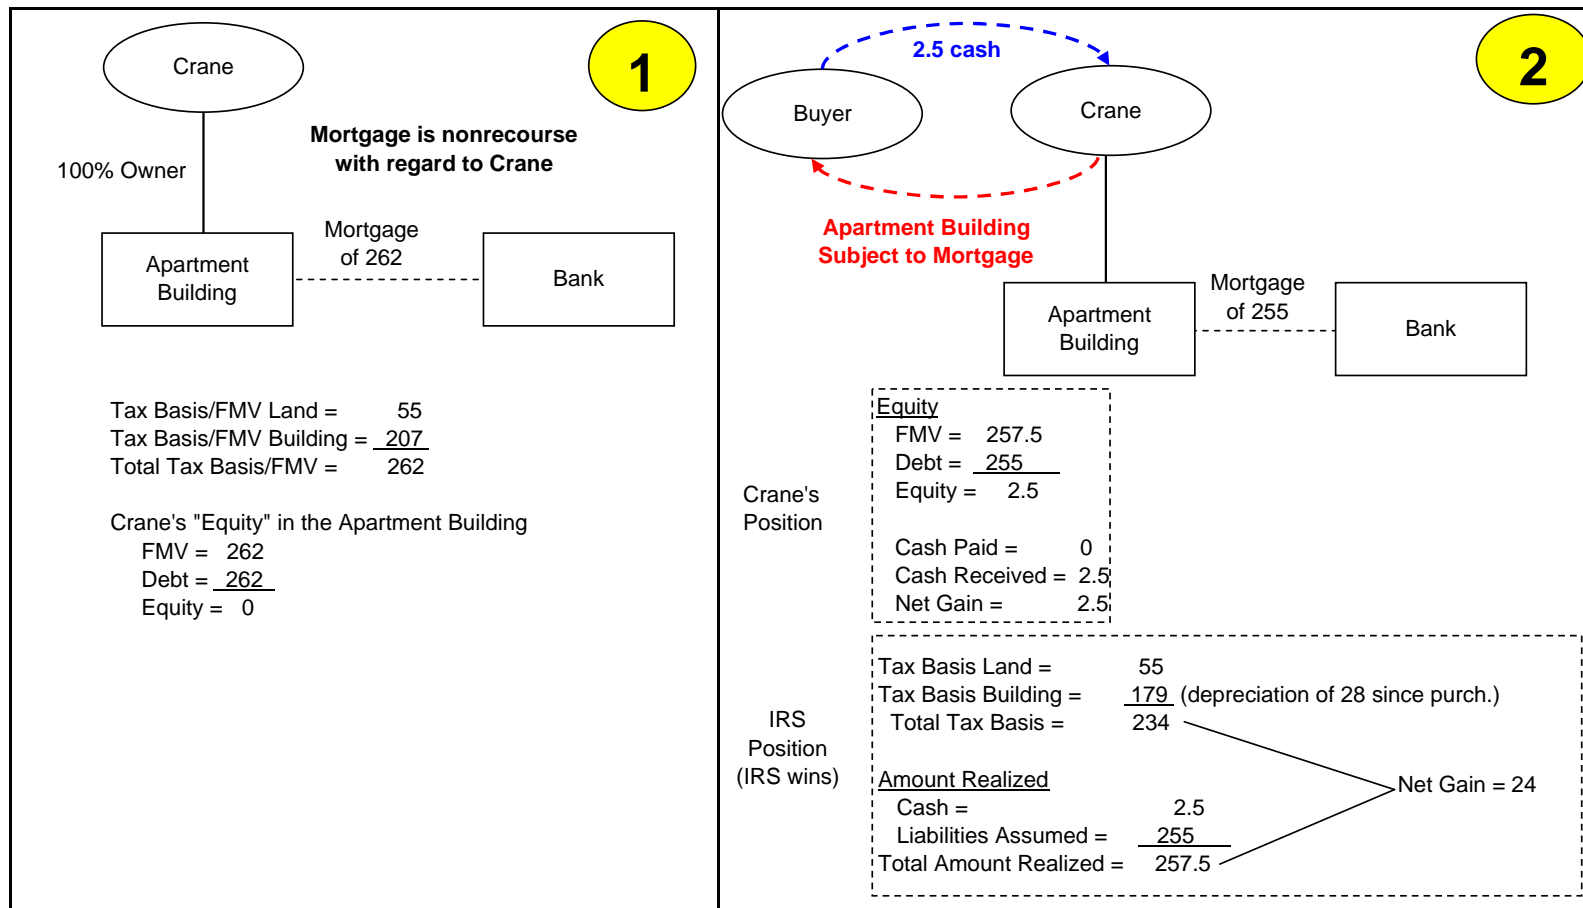 Crane
1
Mortgage is nonrecourse
with regard to Crane
100% Owner
Mortgage
of 262
Apartment
Building
Bank
Tax Basis/FMV Land = 55
Tax Basis/FMV Building = 207
Total Tax Basis/FMV = 262
Crane's "Equity" in the Apartment Building
FMV = 262
Debt = 262
Equity = 0
2
2.5 cash
Buyer
Crane
Apartment Building
Subject to Mortgage
Mortgage
of 255
Apartment
Building
Bank
Crane's
Position
Equity
FMV = 257.5
Debt = 255
Equity = 2.5
Cash Paid = 0
Cash Received = 2.5
Net Gain = 2.5
IRS
Position
(IRS wins)
Tax Basis Land = 55
Tax Basis Building = 179 (depreciation of 28 since purch.)
Total Tax Basis = 234
Amount Realized
Cash = 2.5
Liabilities Assumed = 255
Total Amount Realized = 257.5
Net Gain = 24